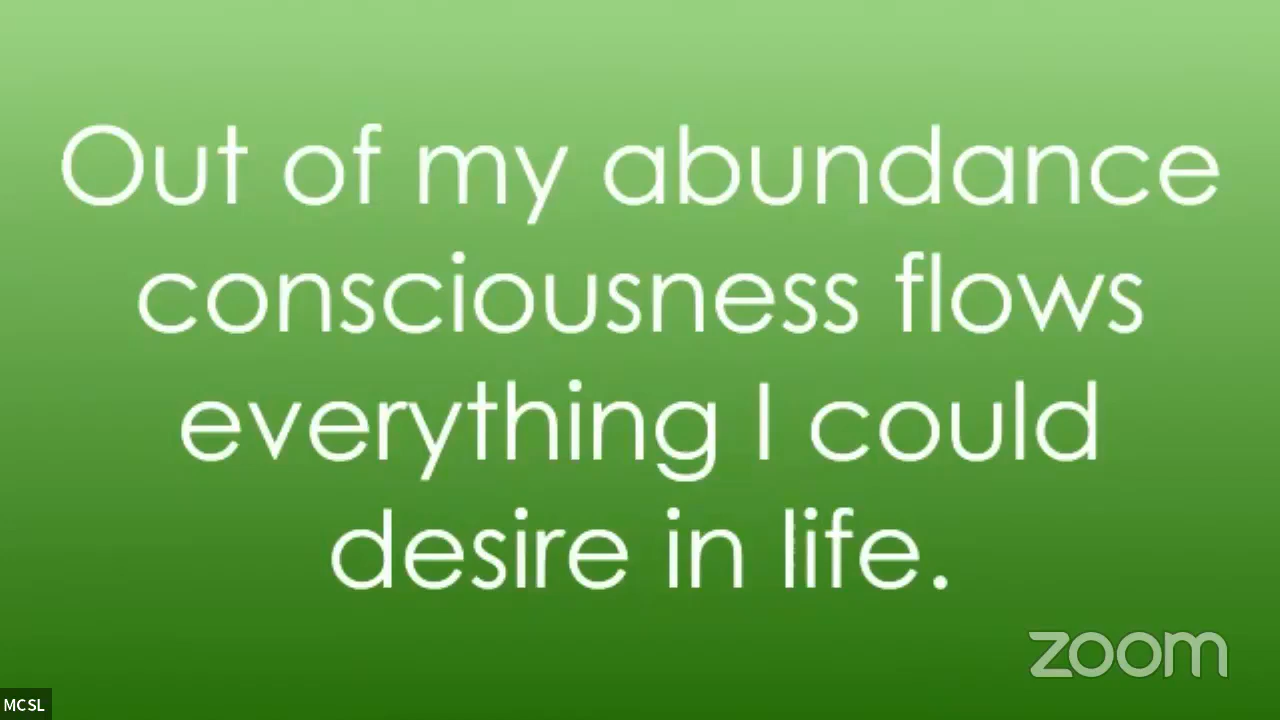 Out of my abundance
consciousness flows
everything I could
desire in life.
zoom
MCSL